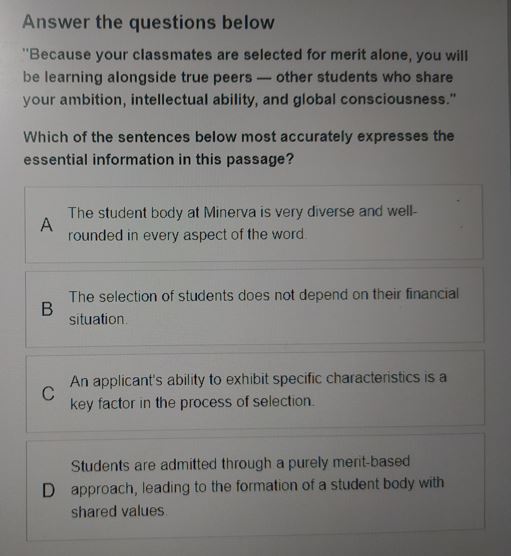 Answer the questions below
"Because your classmates are selected for merit alone, you will
be learning alongside true peers — other students who share
your ambition, intellectual ability, and global consciousness."
Which of the sentences below most accurately expresses the
essential information in this passage?
A
The student body at Minerva is very diverse and well-
rounded in every aspect of the word.
B
The selection of students does not depend on their financial
situation.
C
An applicant's ability to exhibit specific characteristics is a
key factor in the process of selection.
D
Students are admitted through a purely merit-based
approach, leading to the formation of a student body with
shared values.